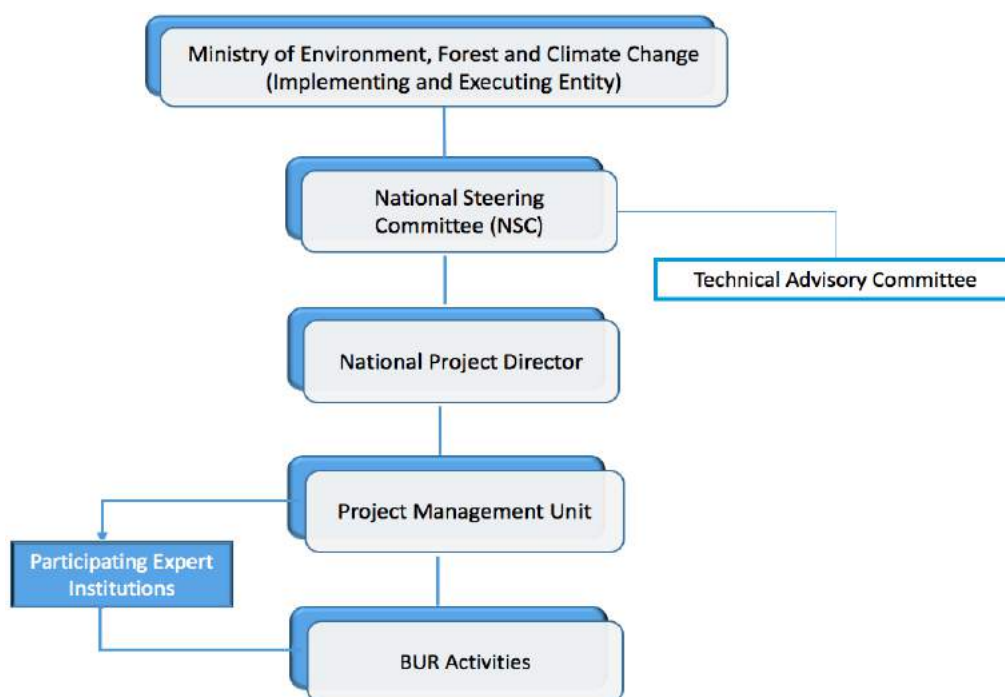 Ministry of Environment, Forest and Climate Change
(Implementing and Executing Entity)
National Steering
Committee (NSC)
Technical Advisory Committee
National Project Director
Project Management Unit
Participating Expert
Institutions
BUR Activities